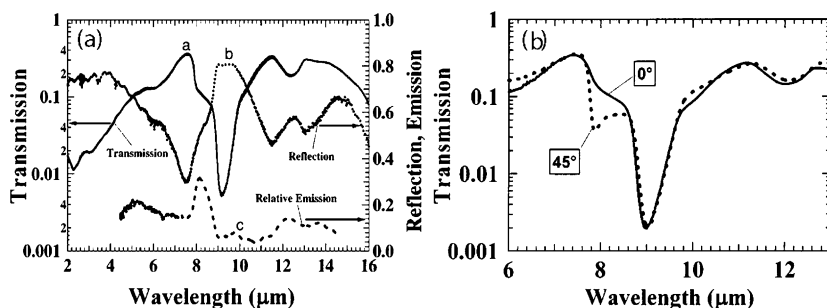 (a)
a
b
c
Transmission
Reflection
Relative Emission
1
4
2
0.1
4
2
0.01
4
2
0.001
Transmission
1.0
0.8
0.6
0.4
0.2
0.0
Reflection, Emission
2 4 6 8 10 12 14 16
Wavelength (μm)
(b)
0°
45°
1
0.1
0.01
0.001
Transmission
6 8 10 12
Wavelength (μm)